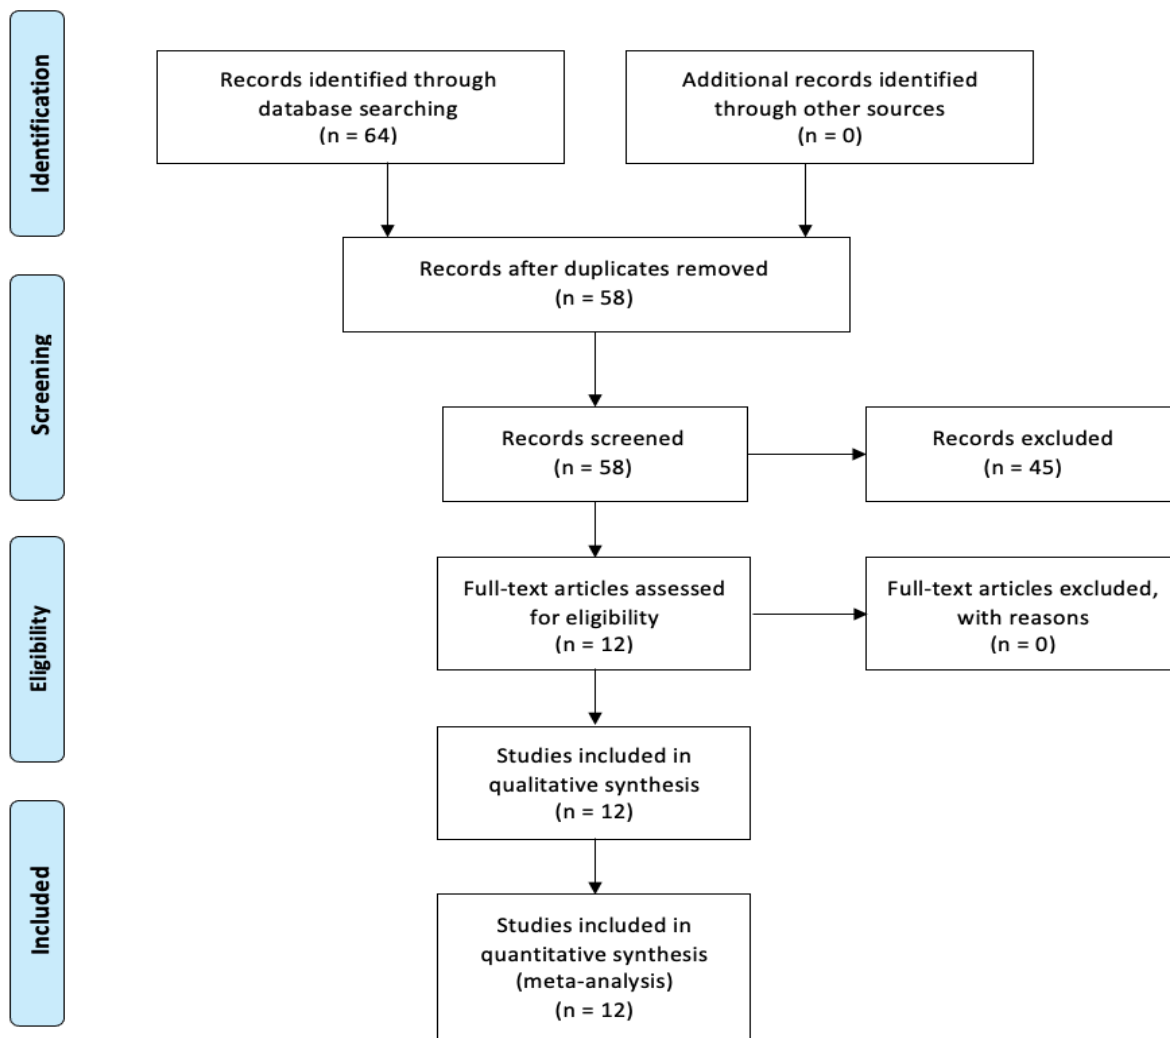 Identification
Records identified through
database searching
(n = 64)
Additional records identified
through other sources
(n = 0)
Records after duplicates removed
(n = 58)
Screening
Records screened
(n = 58)
Records excluded
(n = 45)
Eligibility
Full-text articles assessed
for eligibility
(n = 12)
Full-text articles excluded,
with reasons
(n = 0)
Studies included in
qualitative synthesis
(n = 12)
Included
Studies included in
quantitative synthesis
(meta-analysis)
(n = 12)